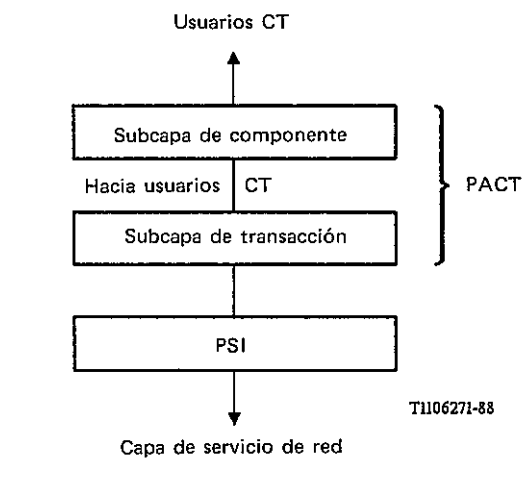 Usuarios CT
Subcapa de componente
Hacia usuarios CT
PACT
Subcapa de transacción
PSI
T1106271-88
Capa de servicio de red